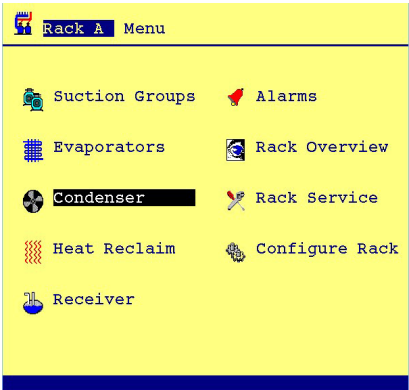 Rack A Menu
Suction Groups
Alarms
Evaporators
Rack Overview
Condenser
Rack Service
Heat Reclaim
Configure Rack
Receiver